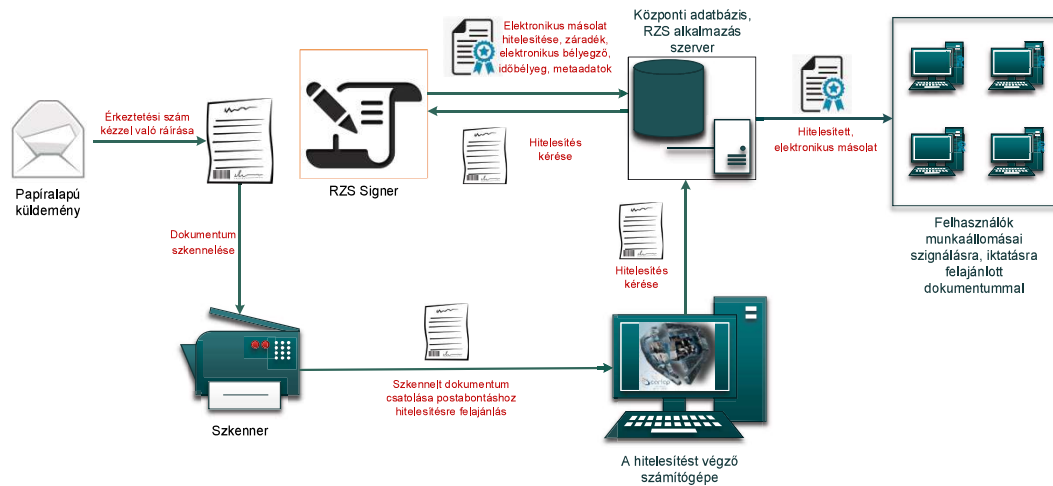 Elektronikus másolat
hitelesítése, záradék,
elektronikus bélyegző,
időbélyeg, metaadatok
Központi adatbázis,
RZS alkalmazás
szerver
Érkeztetési szám
kézzel való ráírása
Hitelesítés
kérése
Hitelesített,
elektronikus másolat
Papíralapú
küldemény
RZS Signer
Dokumentum
szkennelése
Hitelesítés
kérése
Felhasználók
munkaállomásai
szignálásra, iktatásra
felajánlott
dokumentummal
Szkennelt dokumentum
csatolása postabontáshoz
hitelesítésre felajánlás
Szkenner
A hitelesítést végző
számítógépe